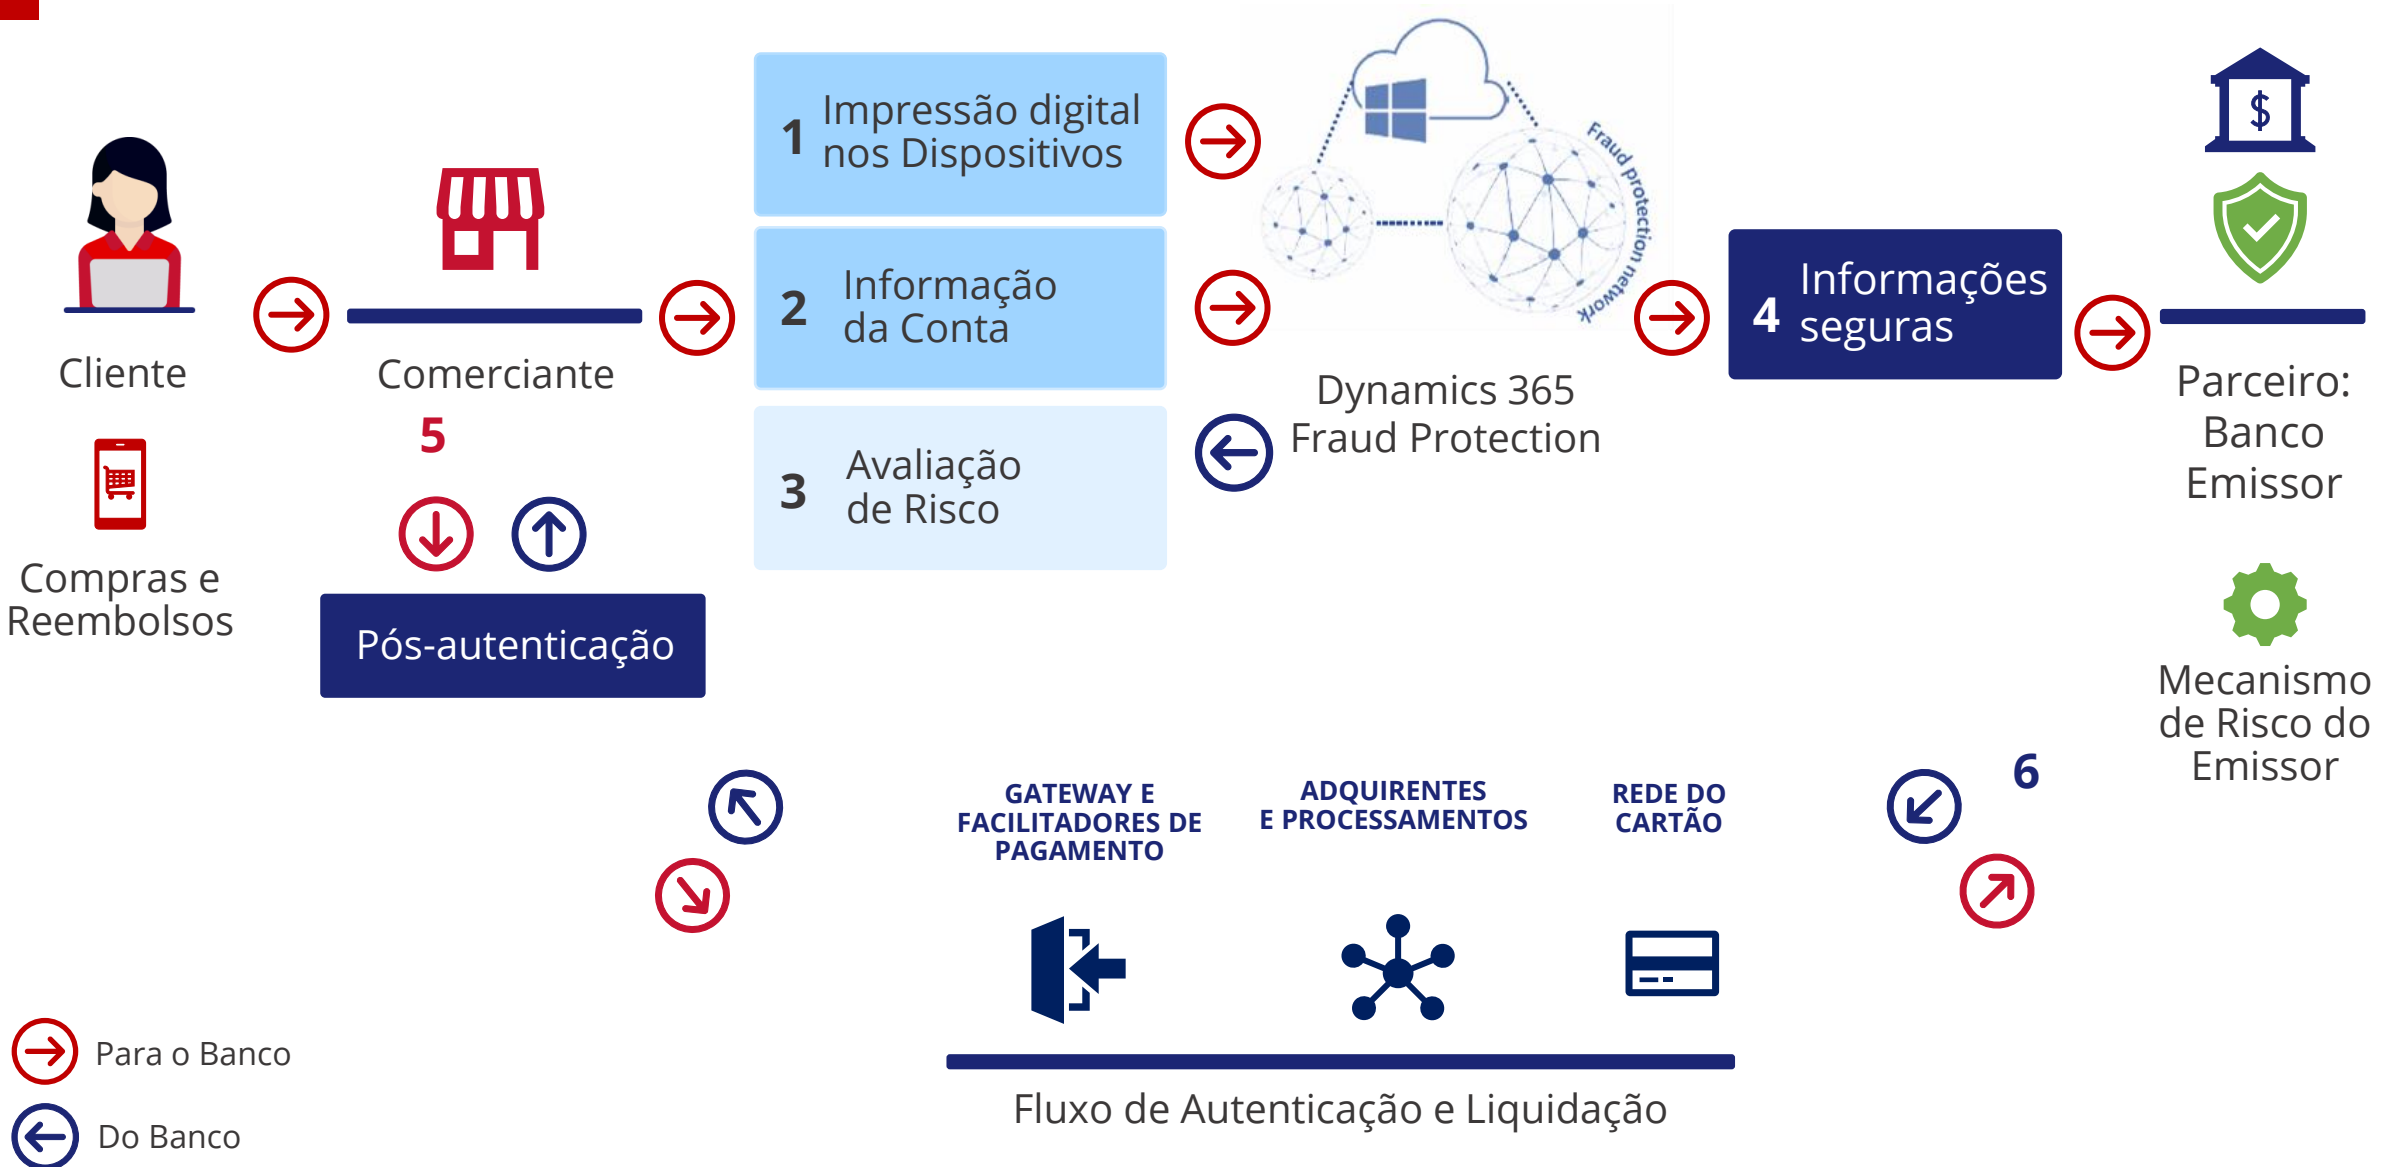 1
Impressão digital
nos Dispositivos
Fraud protection network
$
2
Informação
da Conta
4
Informações
seguras
Cliente
Comerciante
Dynamics 365
Fraud Protection
Parceiro:
Banco
Emissor
5
3
Avaliação
de Risco
Compras e
Reembolsos
Pós-autenticação
Mecanismo
de Risco do
Emissor
6
GATEWAY E
FACILITADORES DE
PAGAMENTO
ADQUIRENTES
E PROCESSAMENTOS
REDE DO
CARTÃO
Para o Banco
Do Banco
Fluxo de Autenticação e Liquidação